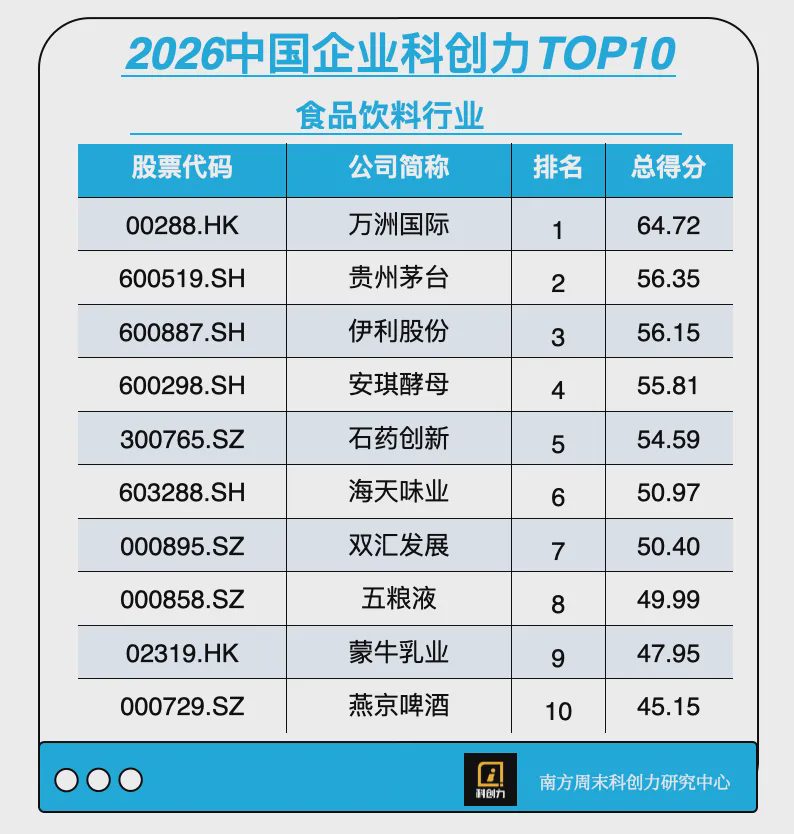 2026中国企业科创力TOP10
食品饮料行业
股票代码 公司简称 排名 总得分
00288.HK 万洲国际 1 64.72
600519.SH 贵州茅台 2 56.35
600887.SH 伊利股份 3 56.15
600298.SH 安琪酵母 4 55.81
300765.SZ 石药创新 5 54.59
603288.SH 海天味业 6 50.97
000895.SZ 双汇发展 7 50.40
000858.SZ 五粮液 8 49.99
02319.HK 蒙牛乳业 9 47.95
000729.SZ 燕京啤酒 10 45.15
科创力
南方周末科创力研究中心